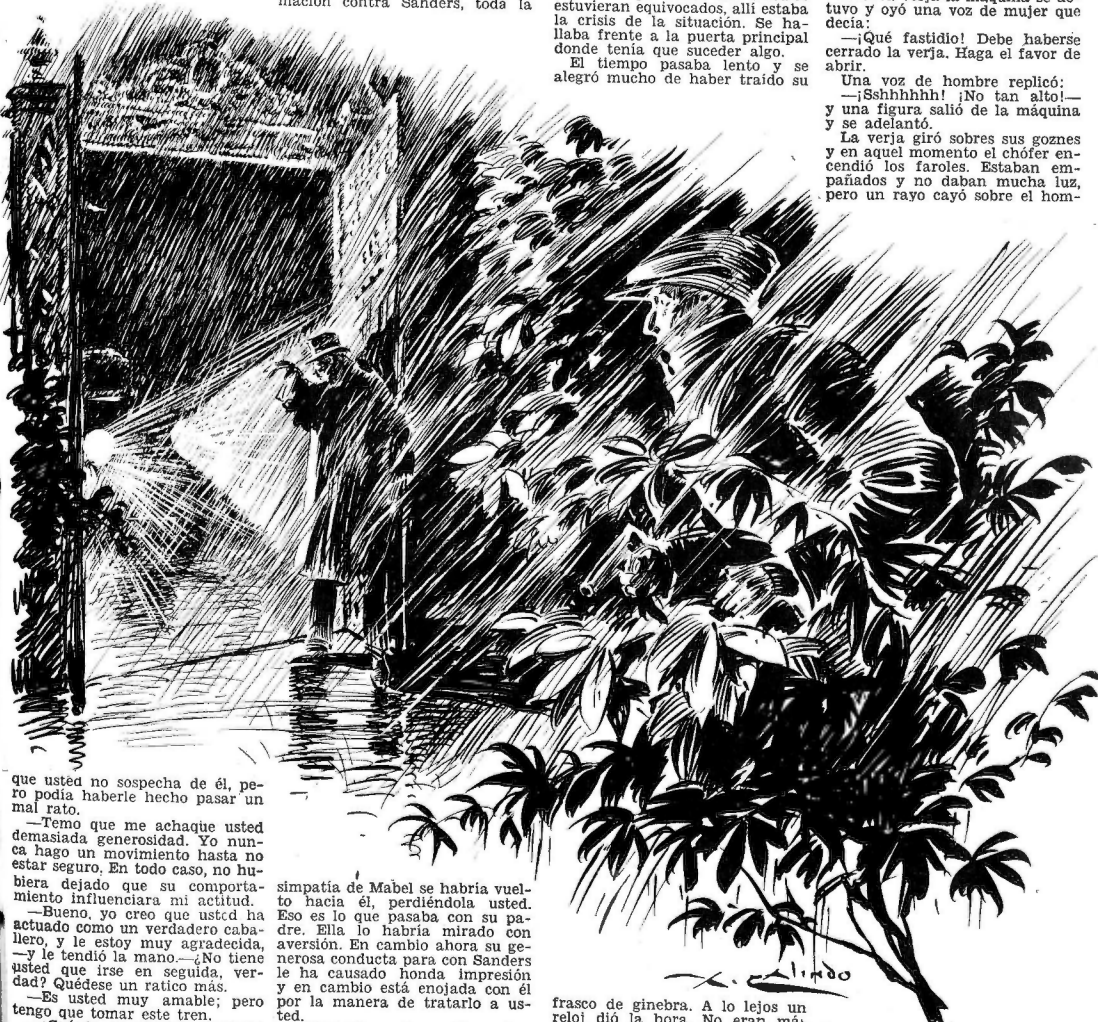 mación contra Sanders, toda la
estuvieran equivocados, allí estaba
la crisis de la situación. Se ha-
llaba frente a la puerta principal
donde tenía que suceder algo.
El tiempo pasaba lento y se
alegró mucho de haber traído su
tuvo y oyó una voz de mujer que
decía:
—¡Qué fastidio! Debe haberse
cerrado la verja. Haga el favor de
abrir.
Una voz de hombre replicó:
—¡Sshhhhhh! ¡No tan alto!—
y una figura salió de la máquina
y se adelantó.
La verja giró sobre sus goznes
y en aquel momento el chófer en-
cendió los faroles. Estaban em-
pañados y no daban mucha luz,
pero un rayo cayó sobre el hom-
que usted no sospecha de él, pe-
ro podía haberle hecho pasar un
mal rato.
—Temo que me achaque usted
demasiada generosidad. Yo nun-
ca hago un movimiento hasta no
estar seguro. En todo caso, no hu-
biera dejado que su comporta-
miento influenciara mi actitud.
—Bueno, yo creo que usted ha
actuado como un verdadero caba-
llero, y le estoy muy agradecida,
—y le tendió la mano.—¿No tiene
usted que irse en seguida, ver-
dad? Quédese un ratico más.
—Es usted muy amable; pero
tengo que tomar este tren.
simpatía de Mabel se habría vuel-
to hacia él, perdiéndola usted.
Eso es lo que pasaba con su pa-
dre. Ella lo habría mirado con
aversión. En cambio ahora su ge-
nerosa conducta para con Sanders
le ha causado honda impresión
y en cambio está enojada con él
por la manera de tratarlo a us-
ted.
frasco de ginebra. A lo lejos un
reloj dió la hora. No eran más
Galindo